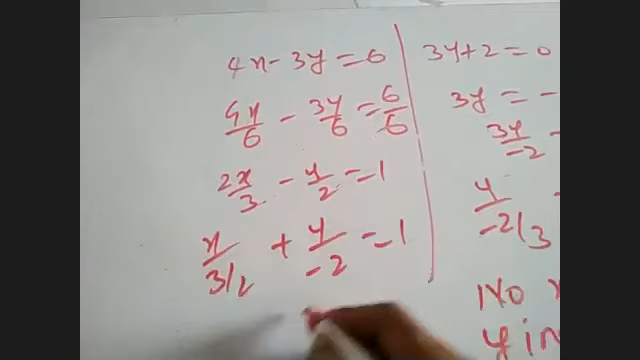 4x - 3y = 6
4x/6 - 3y/6 = 6/6
2x/3 - y/2 = 1
x/3/2 + y/-2 = 1
3y + 2 = 0
3y = -
3y/-2
y/-2/3
No
y in